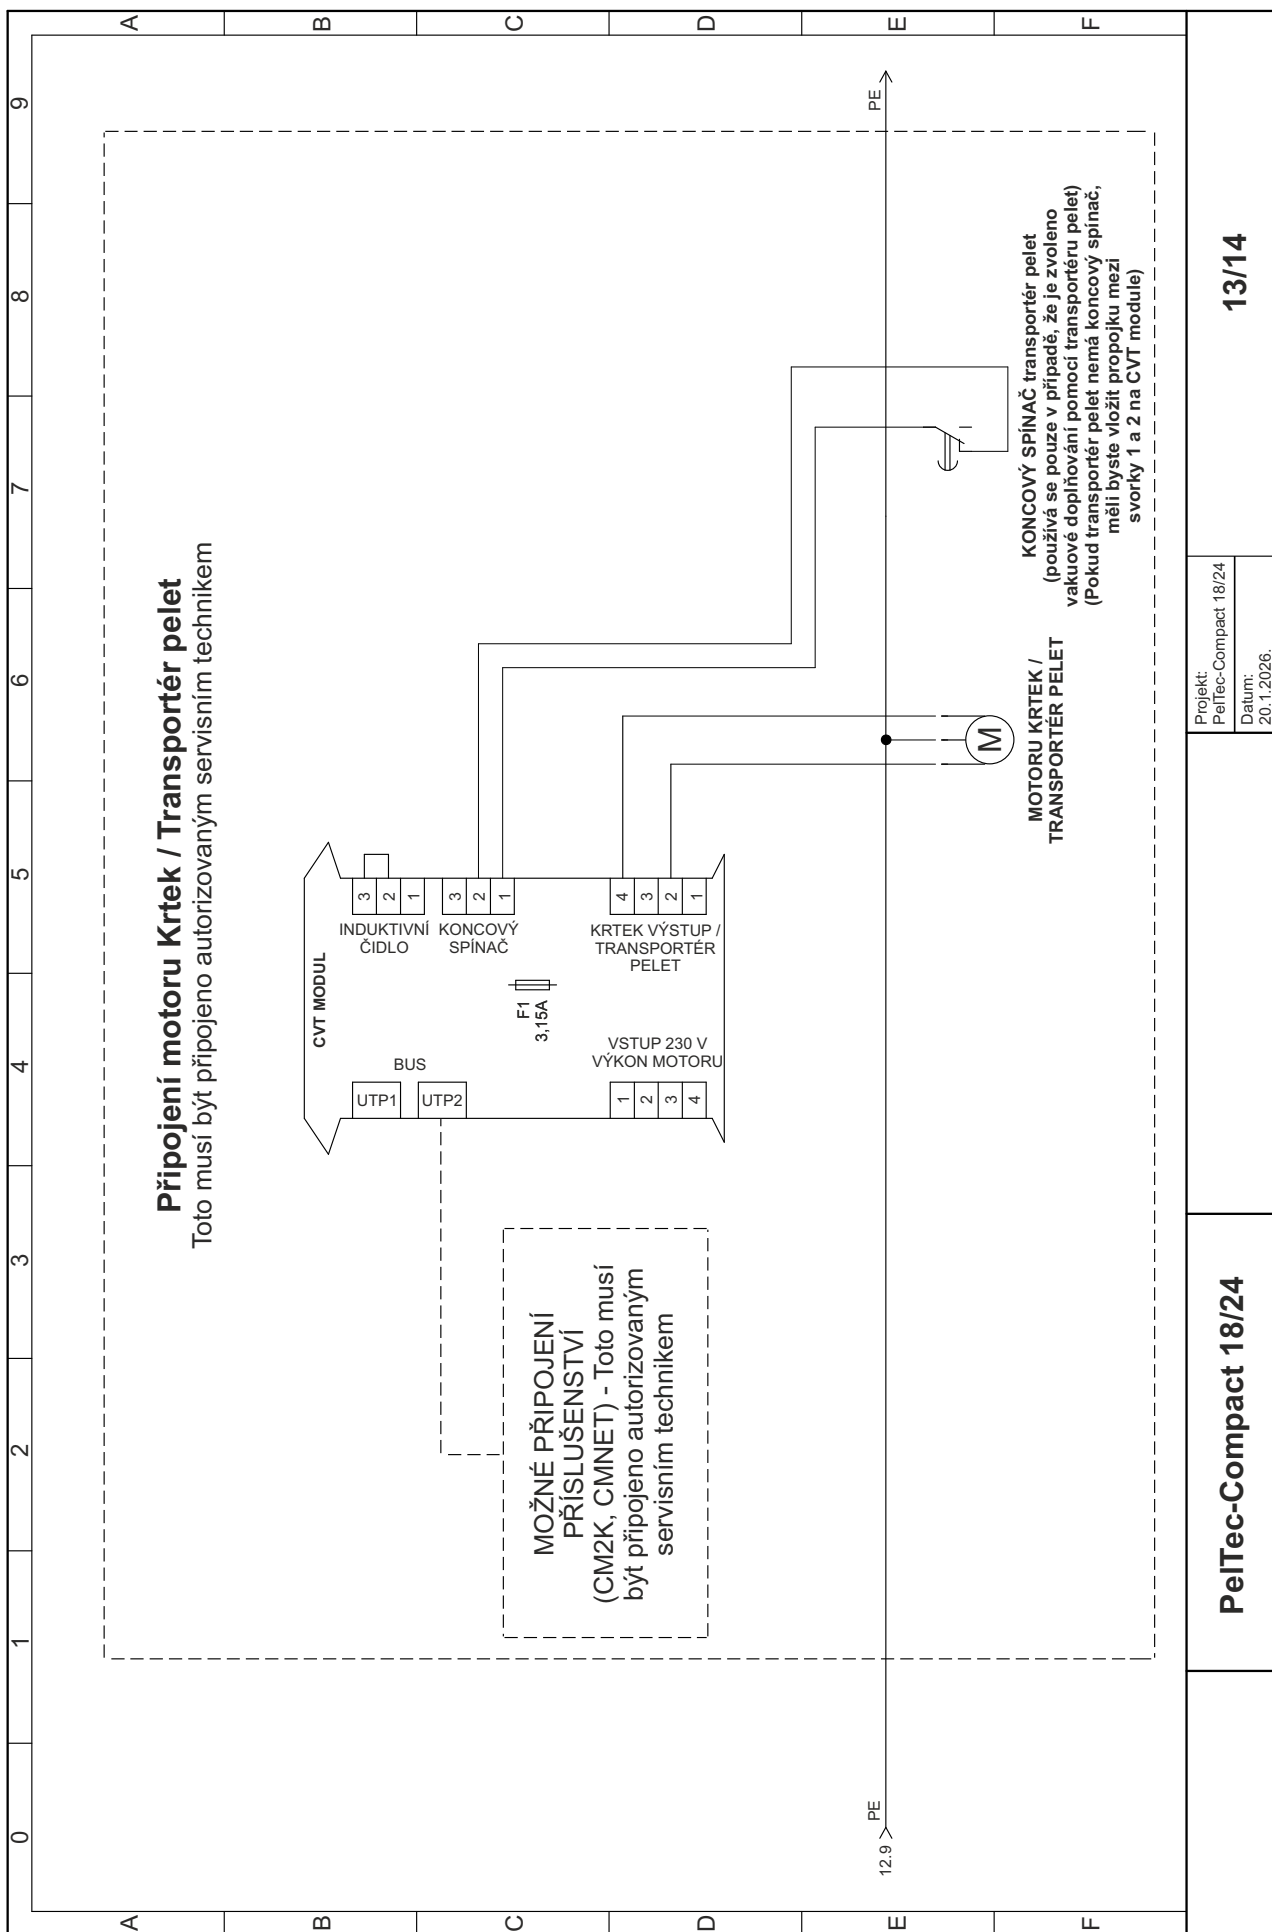 0 1 2 3 4 5 6 7 8 9
A
B
C
D
E
F
A
B
C
D
E
F
Připojení motoru Krtek / Transportér pelet
Toto musí být připojeno autorizovaným servisním technikem
CVT MODUL
BUS
UTP1
UTP2
INDUKTIVNÍ
ČIDLO
3
2
1
KONCOVÝ
SPÍNAČ
3
2
1
F1
3,15A
VSTUP 230 V
VÝKON MOTORU
1
2
3
4
KRTEK VÝSTUP /
TRANSPORTÉR
PELET
4
3
2
1
MOŽNÉ PŘIPOJENÍ
PŘÍSLUŠENSTVÍ
(CM2K, CMNET) - Toto musí
být připojeno autorizovaným
servisním technikem
12.9
PE
PE
M
MOTORU KRTEK /
TRANSPORTÉR PELET
KONCOVÝ SPÍNAČ transportér pelet
(používá se pouze v případě, že je zvoleno
vakuové doplňování pomocí transportéru pelet)
(Pokud transportér pelet nemá koncový spínač,
měli byste vložit propojku mezi
svorky 1 a 2 na CVT module)
PelTec-Compact 18/24
Projekt:
PelTec-Compact 18/24
Datum:
20.1.2026.
13/14